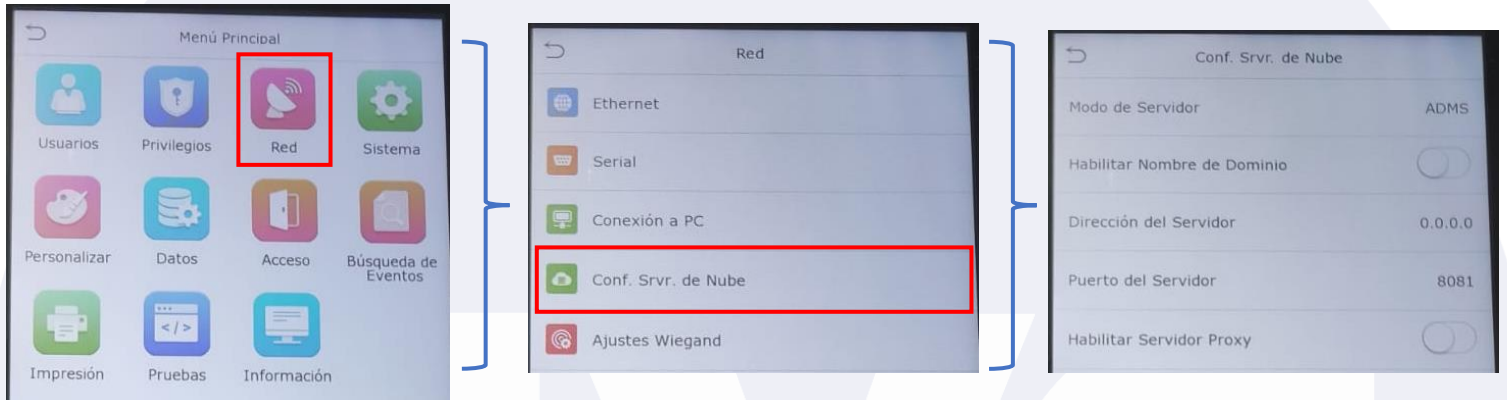 Menú Principal
Usuarios
Privilegios
Red
Sistema
Personalizar
Datos
Acceso
Búsqueda de
Eventos
Impresión
Pruebas
Información
Red
Ethernet
Serial
Conexión a PC
Conf. Srvr. de Nube
Ajustes Wiegand
Conf. Srvr. de Nube
Modo de Servidor ADMS
Habilitar Nombre de Dominio
Dirección del Servidor 0.0.0.0
Puerto del Servidor 8081
Habilitar Servidor Proxy